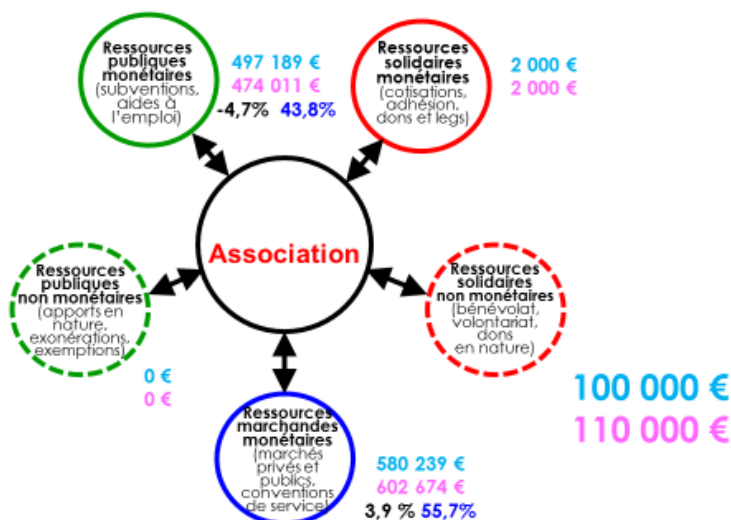 Ressources
publiques
monétaires
(subventions,
aides à
l'emploi)
497 189 €
474 011 €
-4,7% 43,8%
Ressources
solidaires
monétaires
(cotisations,
adhésion,
dons et legs)
2 000 €
2 000 €
Association
Ressources
publiques
non monétaires
(apports en
nature,
exonérations,
exemptions)
0 €
0 €
Ressources
solidaires
non monétaires
(bénévolat,
volontariat,
dons
en nature)
100 000 €
110 000 €
Ressources
marchandes
monétaires
(marchés
privés et
publics,
conventions
de service)
580 239 €
602 674 €
3,9 % 55,7%